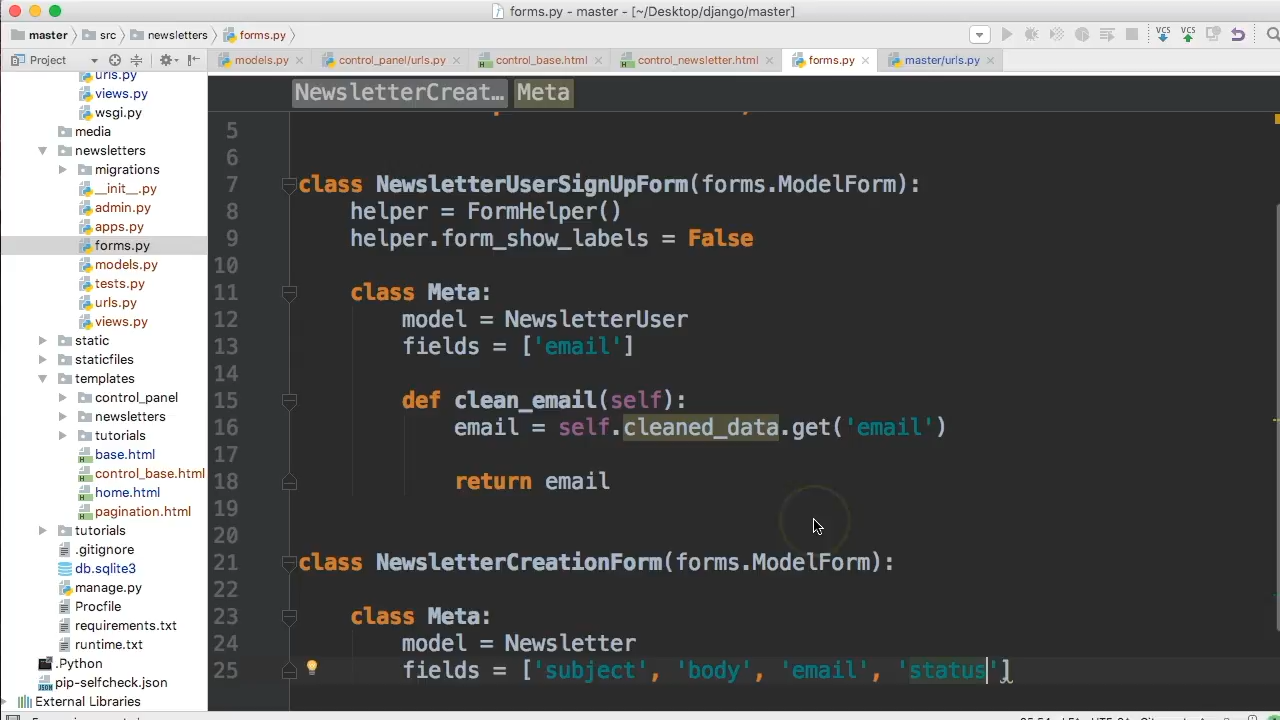 forms.py - master - [~/Desktop/django/master]
master src newsletters forms.py
Project
models.py control_panel/urls.py control_base.html control_newsletter.html forms.py master/urls.py
NewsletterCreat… Meta
urls.py
views.py
wsgi.py
media
newsletters
migrations
__init__.py
admin.py
apps.py
forms.py
models.py
tests.py
urls.py
views.py
static
staticfiles
templates
control_panel
newsletters
tutorials
base.html
control_base.html
home.html
pagination.html
tutorials
.gitignore
db.sqlite3
manage.py
Procfile
requirements.txt
runtime.txt
.Python
pip-selfcheck.json
External Libraries
5
6
7 class NewsletterUserSignUpForm(forms.ModelForm):
8 helper = FormHelper()
9 helper.form_show_labels = False
10
11 class Meta:
12 model = NewsletterUser
13 fields = ['email']
14
15 def clean_email(self):
16 email = self.cleaned_data.get('email')
17
18 return email
19
20
21 class NewsletterCreationForm(forms.ModelForm):
22
23 class Meta:
24 model = Newsletter
25 fields = ['subject', 'body', 'email', 'status']